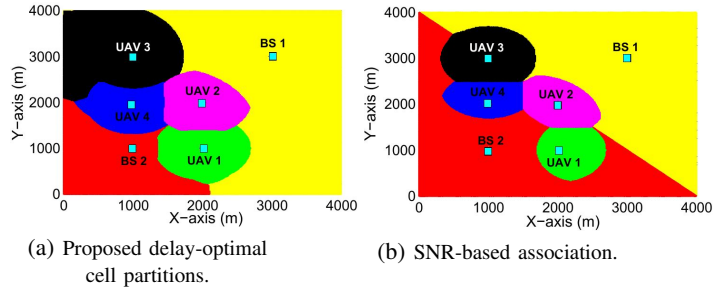 4000
3000
2000
1000
0
Y−axis (m)
UAV 3
BS 1
UAV 2
UAV 4
BS 2
UAV 1
0 1000 2000 3000 4000
X−axis (m)
(a) Proposed delay-optimal
cell partitions.
4000
3000
2000
1000
0
Y−axis (m)
UAV 3
BS 1
UAV 2
UAV 4
BS 2
UAV 1
0 1000 2000 3000 4000
X−axis (m)
(b) SNR-based association.